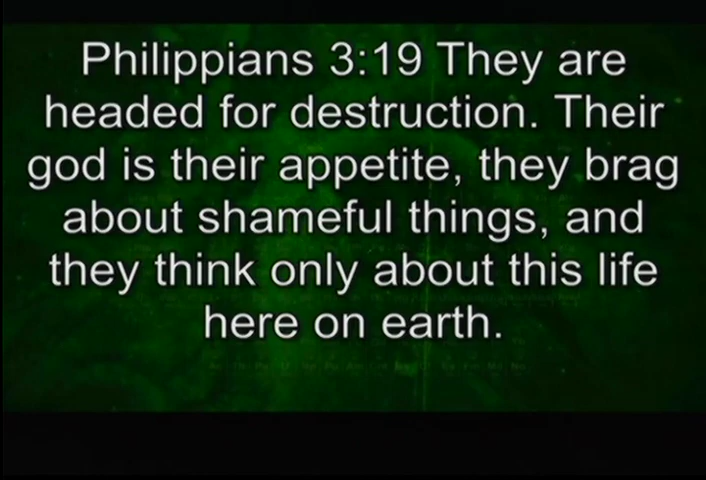 Philippians 3:19 They are
headed for destruction. Their
god is their appetite, they brag
about shameful things, and
they think only about this life
here on earth.